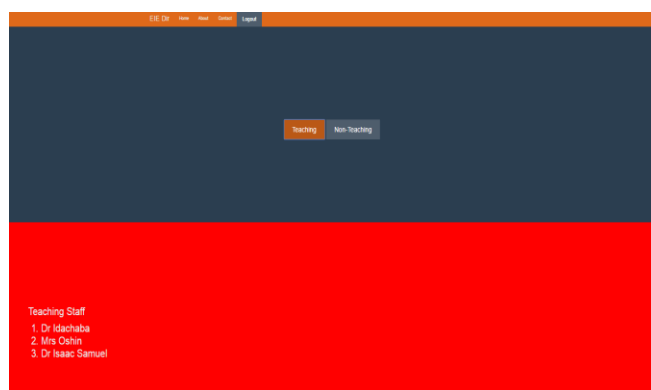 EIE Dir Home About Contact Logout
Teaching Non-Teaching
Teaching Staff
1. Dr Idachaba
2. Mrs Oshin
3. Dr Isaac Samuel